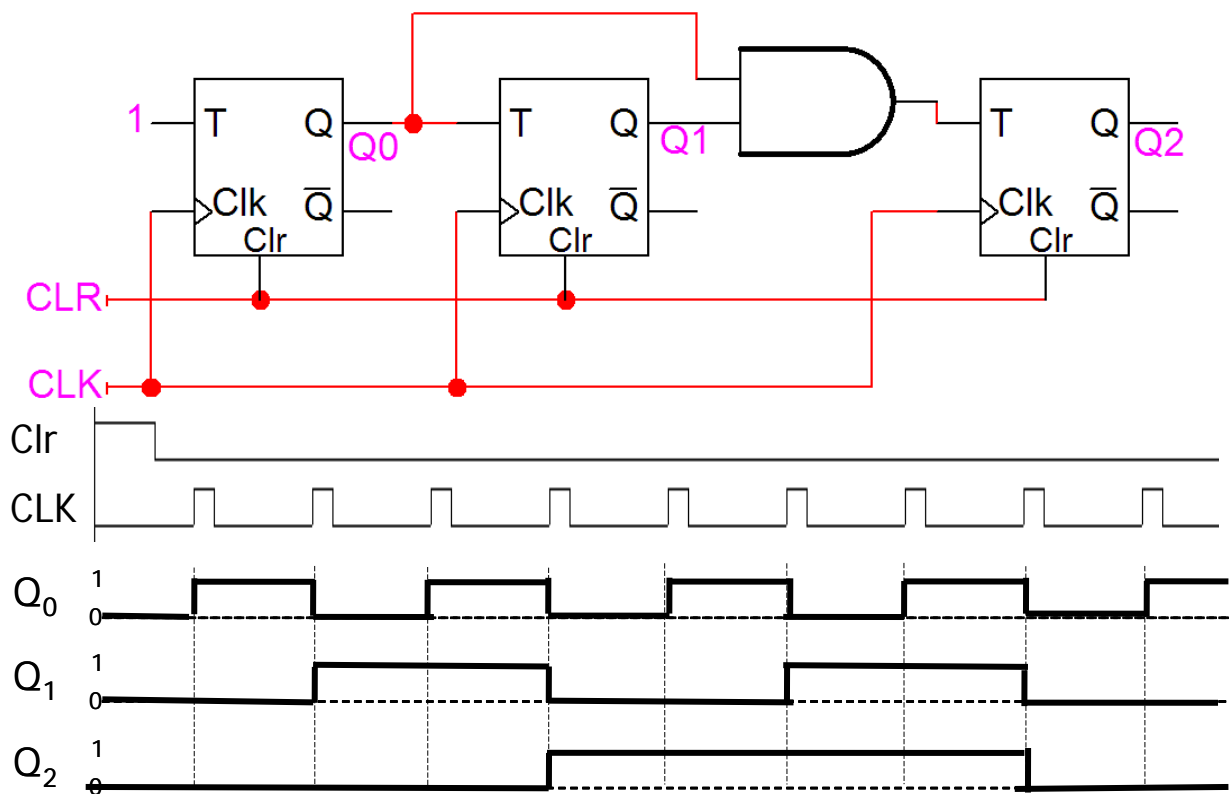 1 T Q T Q T Q
Q0 Q1 Q2
Clk Q̅ Clk Q̅ Clk Q̅
Clr Clr Clr
CLR
CLK
Clr
CLK
1
Q₀
0
1
Q₁
0
1
Q₂
0